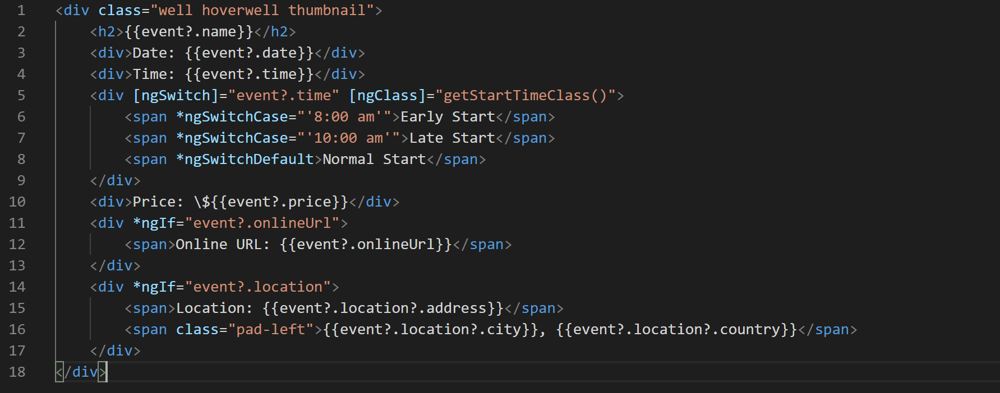 1 <div class="well hoverwell thumbnail">
2     <h2>{{event?.name}}</h2>
3     <div>Date: {{event?.date}}</div>
4     <div>Time: {{event?.time}}</div>
5     <div [ngSwitch]="event?.time" [ngClass]="getStartTimeClass()">
6         <span *ngSwitchCase="'8:00 am'">Early Start</span>
7         <span *ngSwitchCase="'10:00 am'">Late Start</span>
8         <span *ngSwitchDefault>Normal Start</span>
9     </div>
10     <div>Price: \${{event?.price}}</div>
11     <div *ngIf="event?.onlineUrl">
12         <span>Online URL: {{event?.onlineUrl}}</span>
13     </div>
14     <div *ngIf="event?.location">
15         <span>Location: {{event?.location?.address}}</span>
16         <span class="pad-left">{{event?.location?.city}}, {{event?.location?.country}}</span>
17     </div>
18 </div>